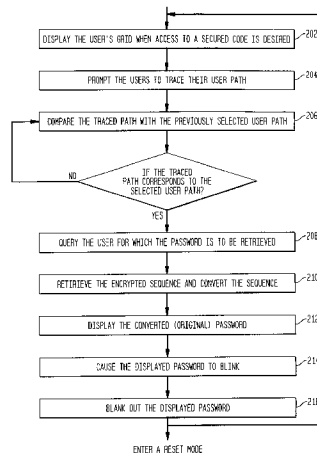 DISPLAY THE USER'S GRID WHEN ACCESS TO A SECURED CODE IS DESIRED
202
PROMPT THE USERS TO TRACE THEIR USER PATH
204
COMPARE THE TRACED PATH WITH THE PREVIOUSLY SELECTED USER PATH
206
IF THE TRACED
PATH CORRESPONDS TO THE
SELECTED USER PATH?
NO
YES
QUERY THE USER FOR WHICH THE PASSWORD IS TO BE RETRIEVED
208
RETRIEVE THE ENCRYPTED SEQUENCE AND CONVERT THE SEQUENCE
210
DISPLAY THE CONVERTED (ORIGINAL) PASSWORD
212
CAUSE THE DISPLAYED PASSWORD TO BLINK
214
BLANK OUT THE DISPLAYED PASSWORD
ENTER A RESET MODE